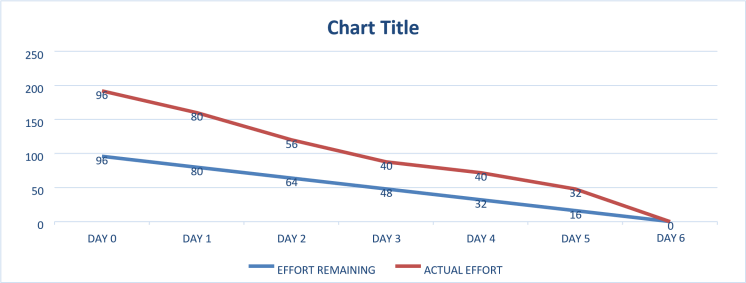 Chart Title
250
200
150
100
50
0
96 80 56 40 40 32
96 80 64 48 32 16 0
DAY 0 DAY 1 DAY 2 DAY 3 DAY 4 DAY 5 DAY 6
EFFORT REMAINING ACTUAL EFFORT